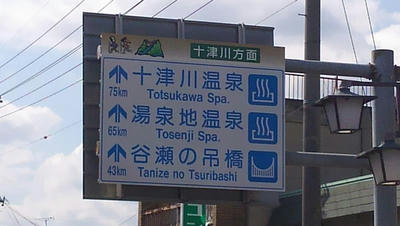 十津川方面
十津川温泉
75km Totsukawa Spa.
湯泉地温泉
65km Tosenji Spa.
谷瀬の吊橋
43km Tanize no Tsuribashi